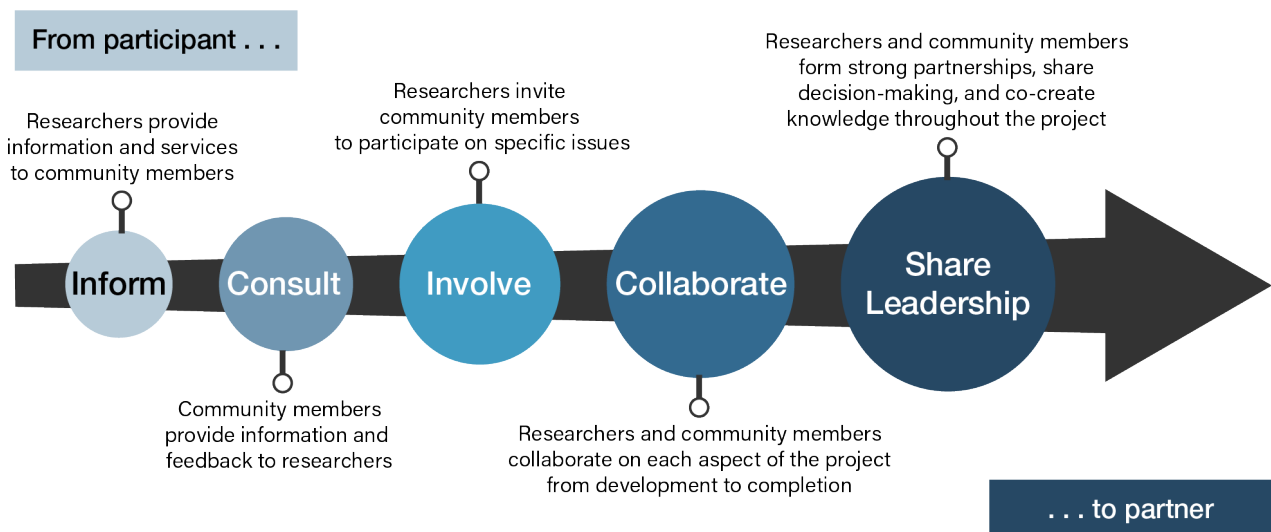 From participant . . .
Researchers provide
information and services
to community members
Inform
Consult
Community members
provide information and
feedback to researchers
Researchers invite
community members
to participate on specific issues
Involve
Collaborate
Researchers and community members
collaborate on each aspect of the project
from development to completion
Researchers and community members
form strong partnerships, share
decision-making, and co-create
knowledge throughout the project
Share
Leadership
. . . to partner